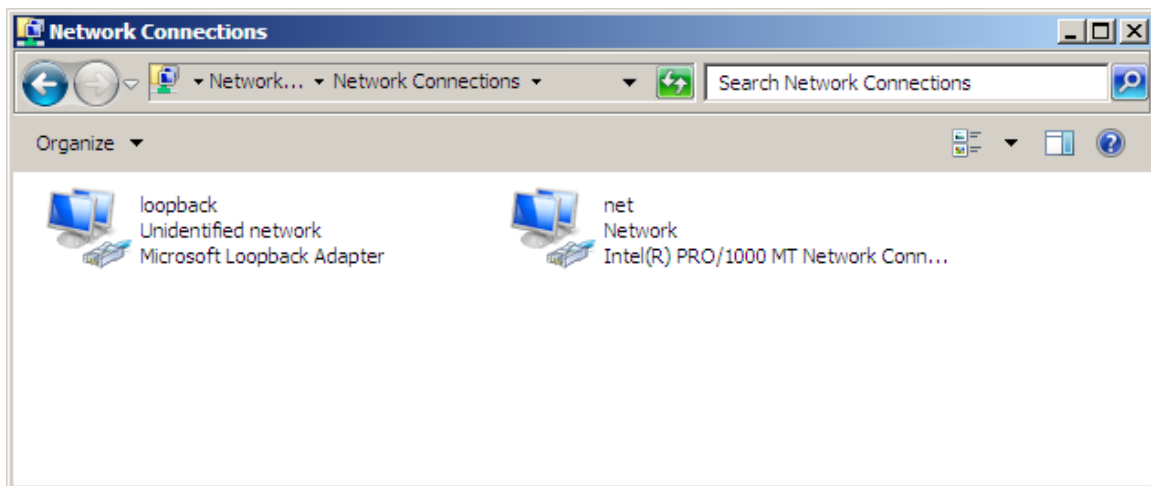 Network Connections
Network... Network Connections
Search Network Connections
Organize
loopback
Unidentified network
Microsoft Loopback Adapter
net
Network
Intel(R) PRO/1000 MT Network Conn...